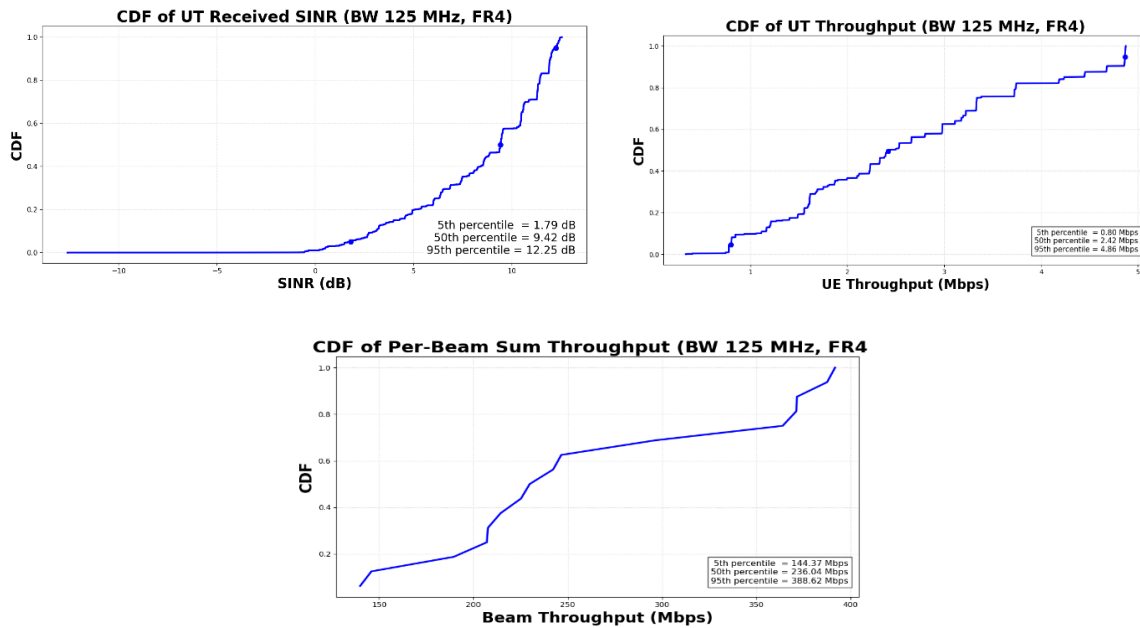 CDF of UT Received SINR (BW 125 MHz, FR4)
1.0
0.8
0.6
0.4
0.2
0.0
CDF
5th percentile = 1.79 dB
50th percentile = 9.42 dB
95th percentile = 12.25 dB
−10
−5
0
5
10
SINR (dB)
CDF of UT Throughput (BW 125 MHz, FR4)
1.0
0.8
0.6
0.4
0.2
0.0
CDF
5th percentile = 0.80 Mbps
50th percentile = 2.42 Mbps
95th percentile = 4.86 Mbps
1
2
3
4
5
UE Throughput (Mbps)
CDF of Per-Beam Sum Throughput (BW 125 MHz, FR4
1.0
0.8
0.6
0.4
0.2
CDF
5th percentile = 144.37 Mbps
50th percentile = 236.04 Mbps
95th percentile = 388.62 Mbps
150
200
250
300
350
400
Beam Throughput (Mbps)